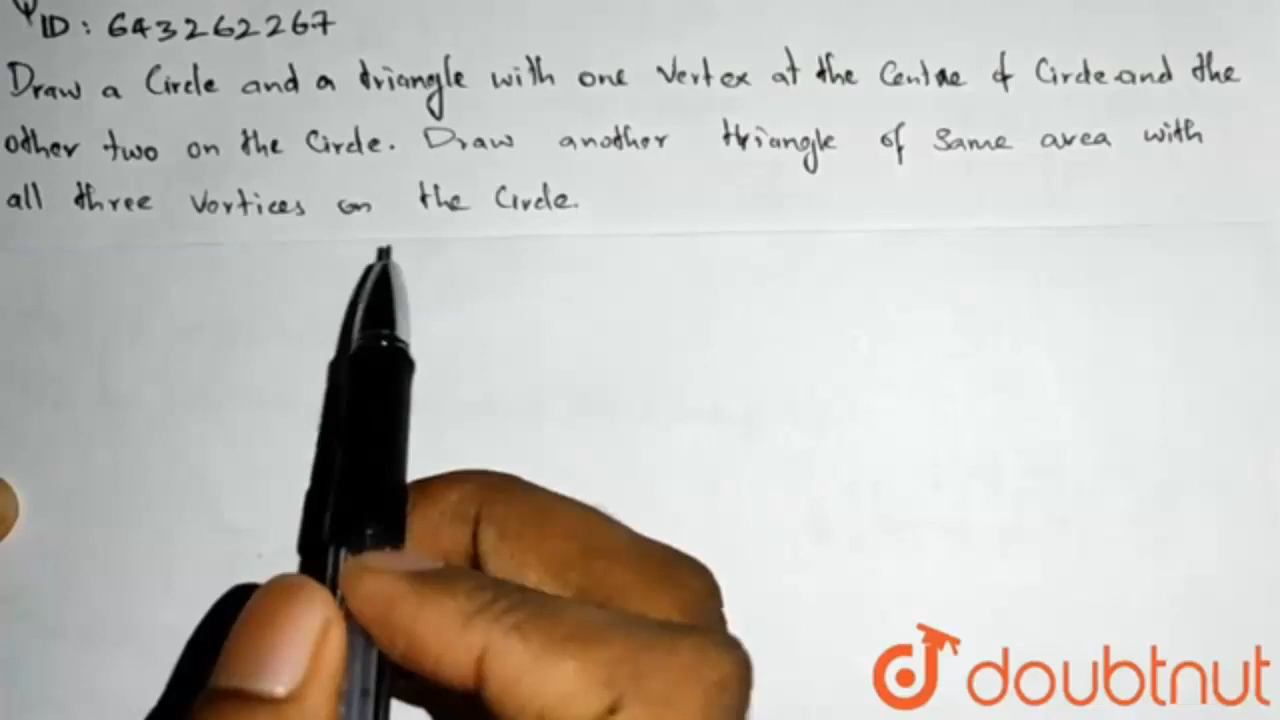 ID : 643262267
Draw a Circle and a triangle with one Vertex at the Centre of Circle and the
other two on the Circle. Draw another triangle of Same area with
all three Vertices on the Circle.
doubtnut